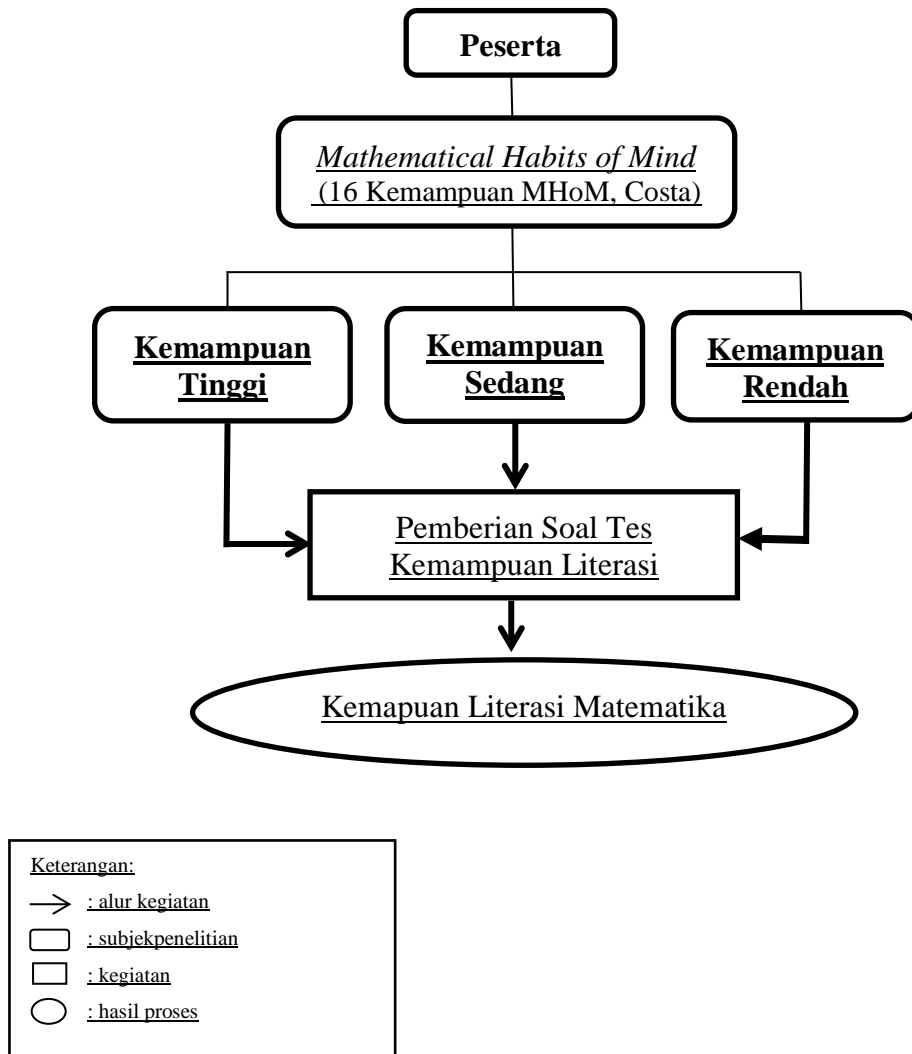 Peserta
Mathematical Habits of Mind
(16 Kemampuan MHoM, Costa)
Kemampuan
Tinggi
Kemampuan
Sedang
Kemampuan
Rendah
Pemberian Soal Tes
Kemampuan Literasi
Kemapuan Literasi Matematika
Keterangan:
: alur kegiatan
: subjekpenelitian
: kegiatan
: hasil proses